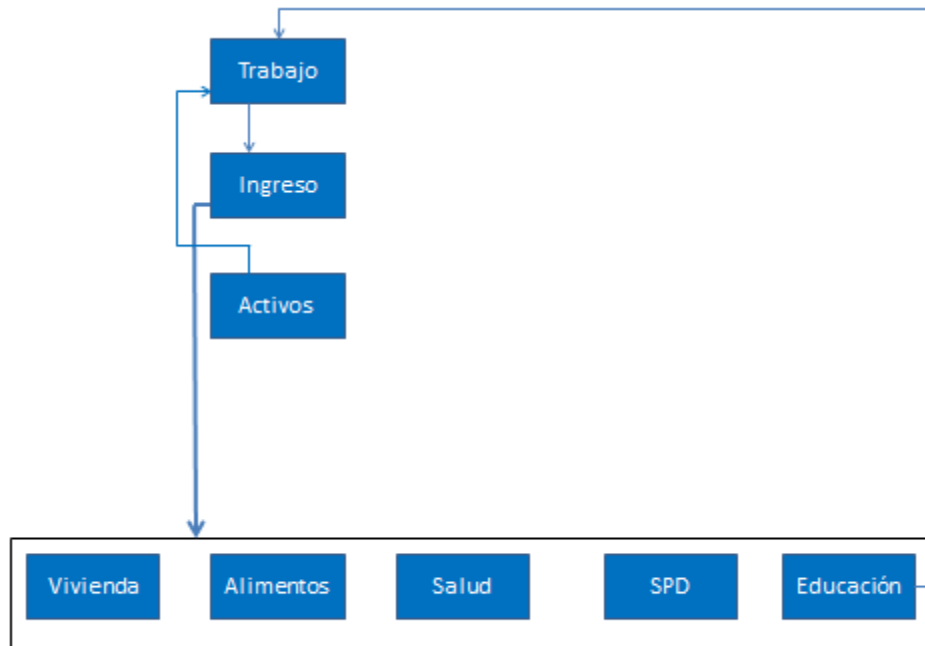 Trabajo
Ingreso
Activos
Vivienda
Alimentos
Salud
SPD
Educación